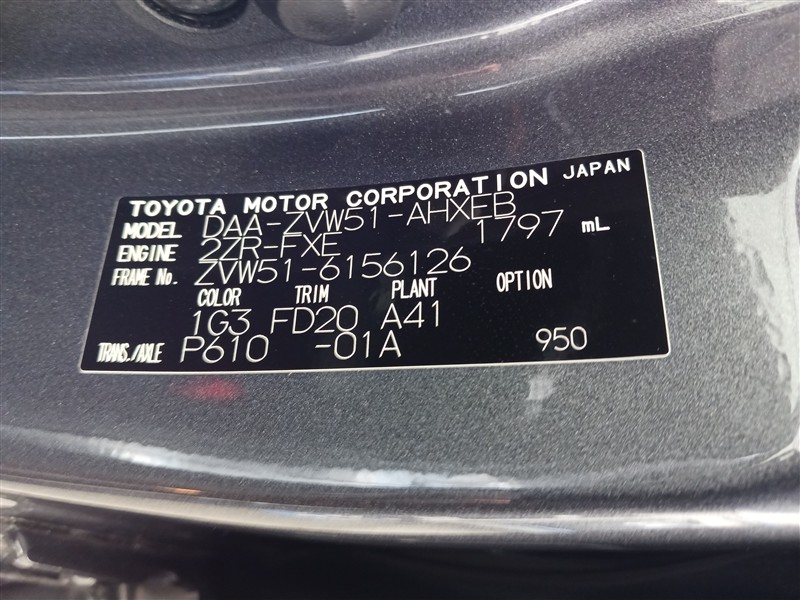 TOYOTA MOTOR CORPORATION JAPAN
MODEL DAA-ZVW51-AHXEB
ENGINE 2ZR-FXE 1797 mL
FRAME No. ZVW51-6156126
COLOR TRIM PLANT OPTION
1G3 FD20 A41
TRANS./AXLE P610 -01A 950